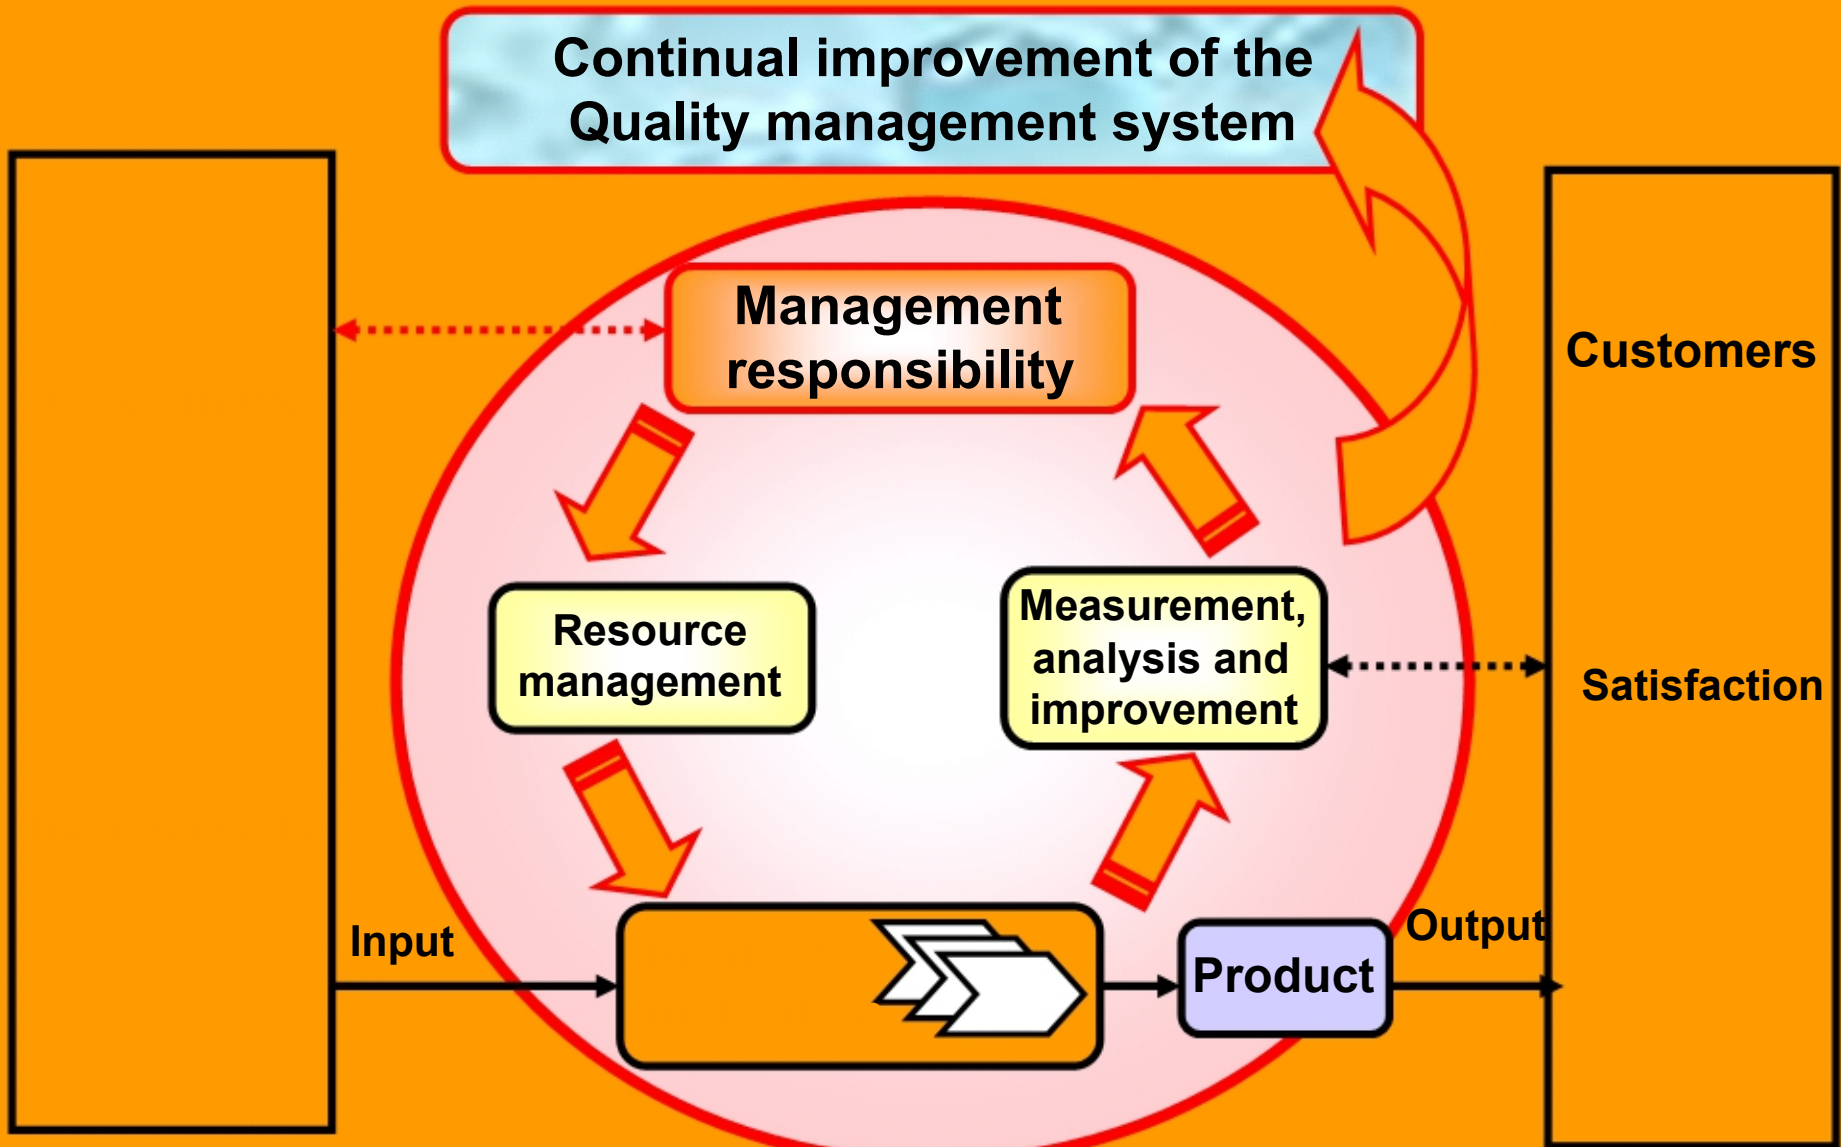 Continual improvement of the
Quality management system
Management
responsibility
Customers
Resource
management
Measurement,
analysis and
improvement
Satisfaction
Input
Product
Output